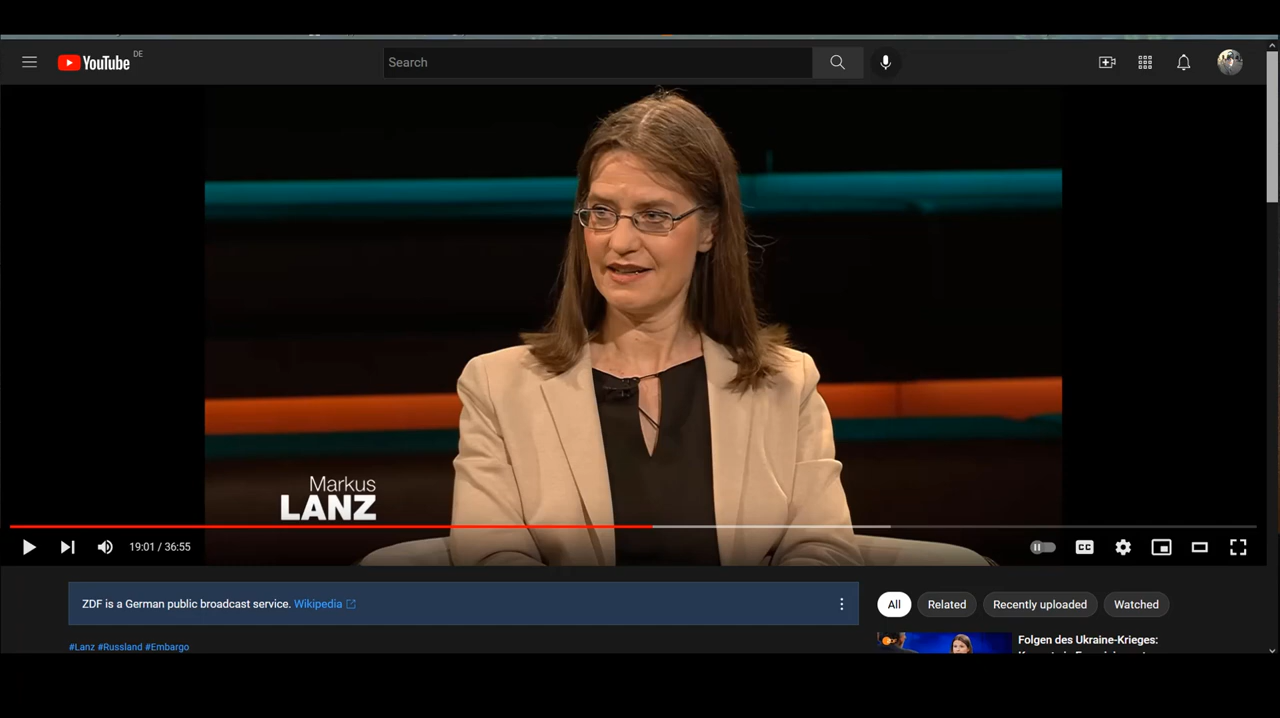 YouTube DE
Search
Markus
LANZ
19:01 / 36:55
CC
ZDF is a German public broadcast service. Wikipedia
All
Related
Recently uploaded
Watched
#Lanz #Russland #Embargo
Folgen des Ukraine-Krieges: